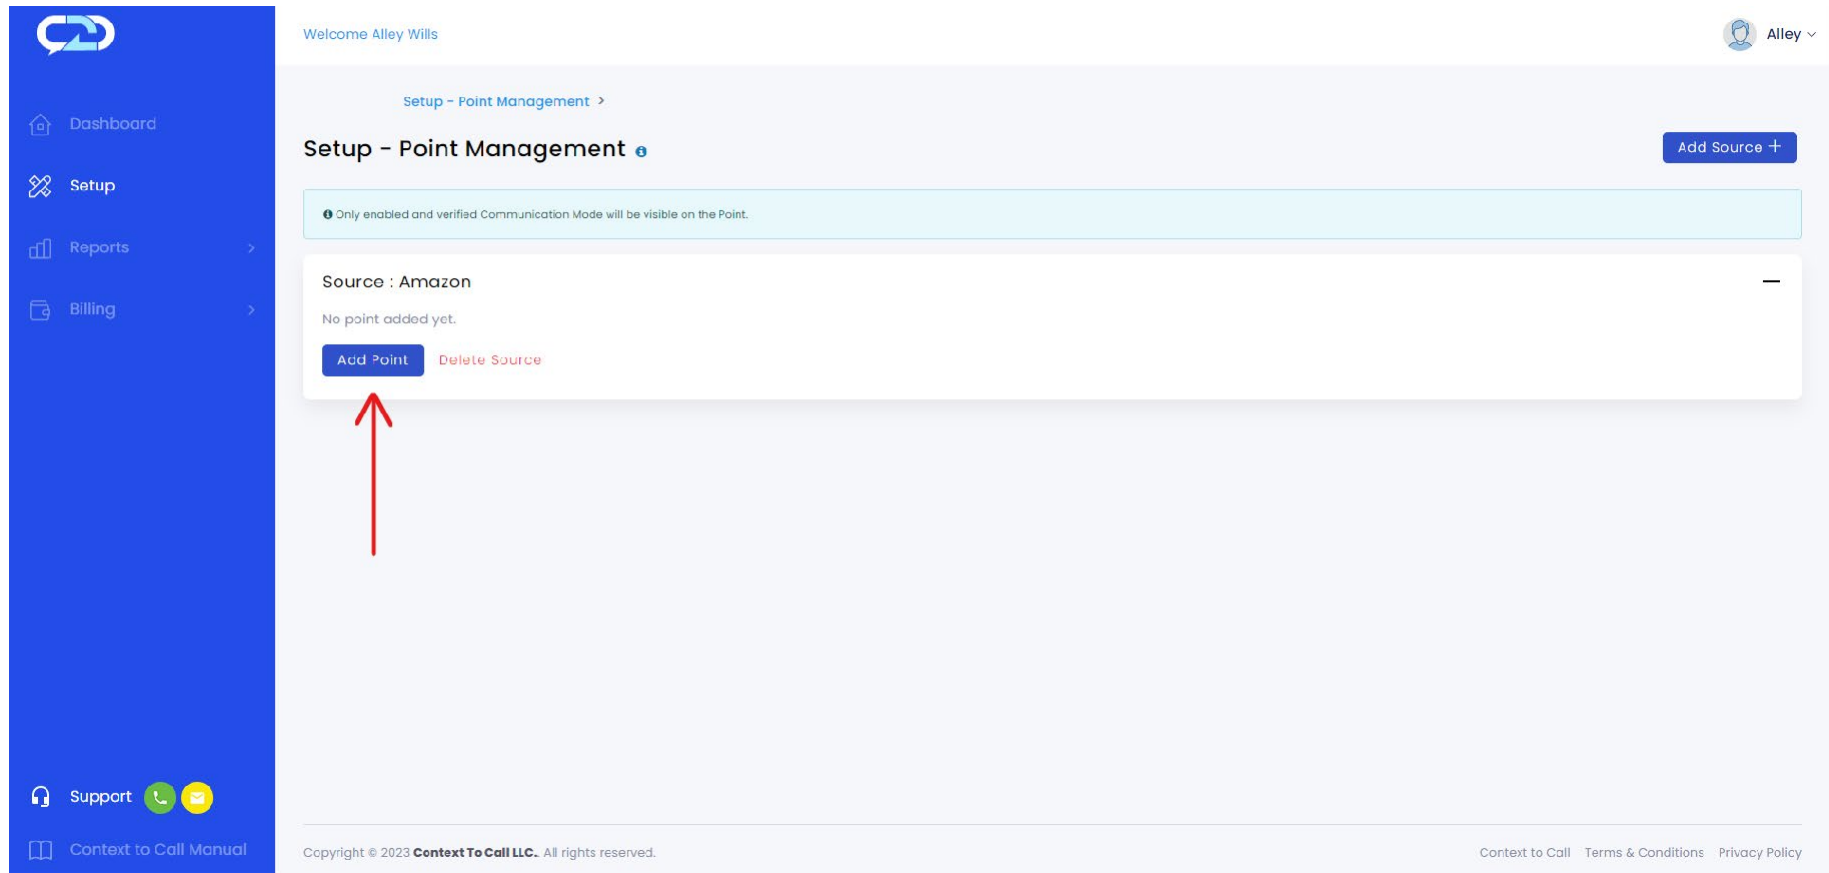 Welcome Alley Wills
Alley
Dashboard
Setup
Reports
Billing
Setup - Point Management >
Setup - Point Management
Add Source +
Only enabled and verified Communication Mode will be visible on the Point.
Source : Amazon
No point added yet.
Add Point
Delete Source
Support
Context to Call Manual
Copyright © 2023 Context To Call LLC.. All rights reserved.
Context to Call Terms & Conditions Privacy Policy